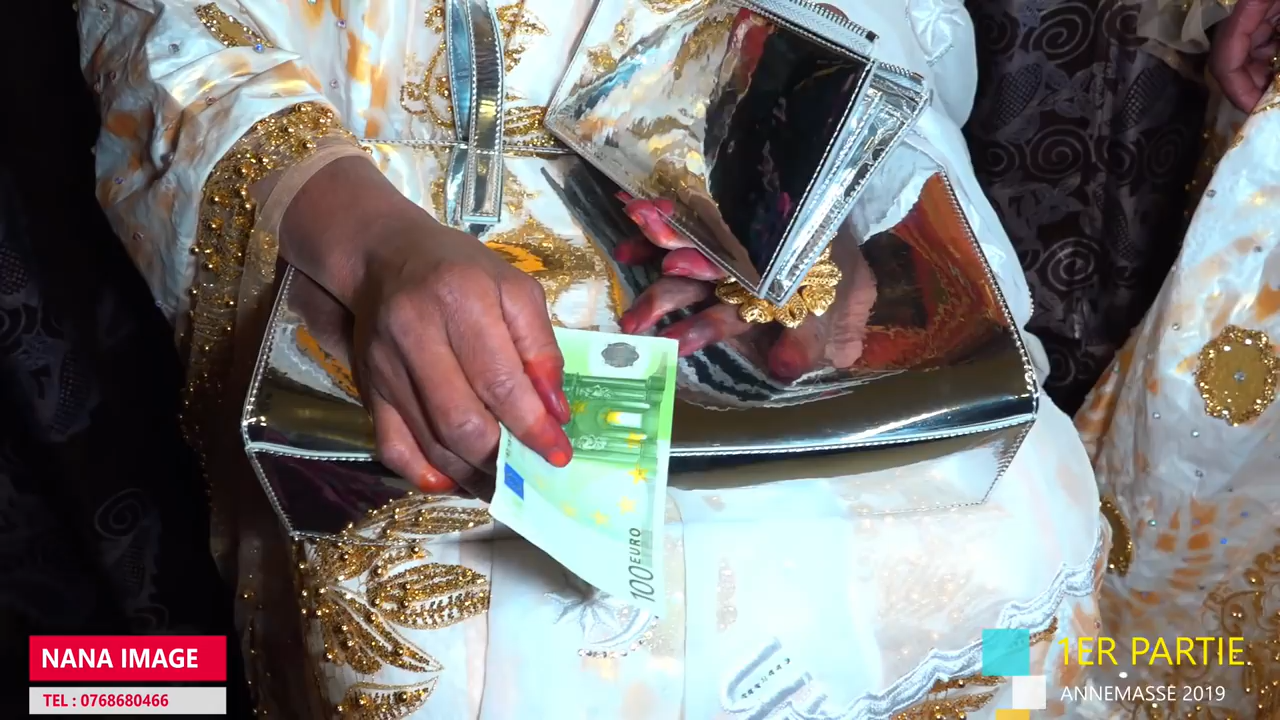 100 EURO
NANA IMAGE
TEL : 0768680466
1ER PARTIE
ANNEMASSE 2019